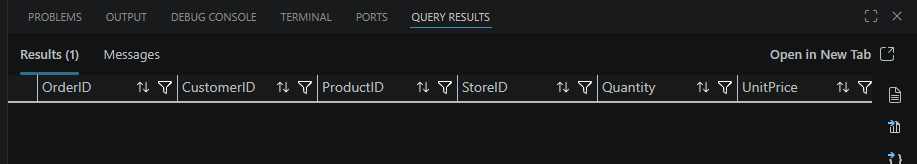 PROBLEMS OUTPUT DEBUG CONSOLE TERMINAL PORTS QUERY RESULTS
Results (1) Messages Open in New Tab
OrderID CustomerID ProductID StoreID Quantity UnitPrice